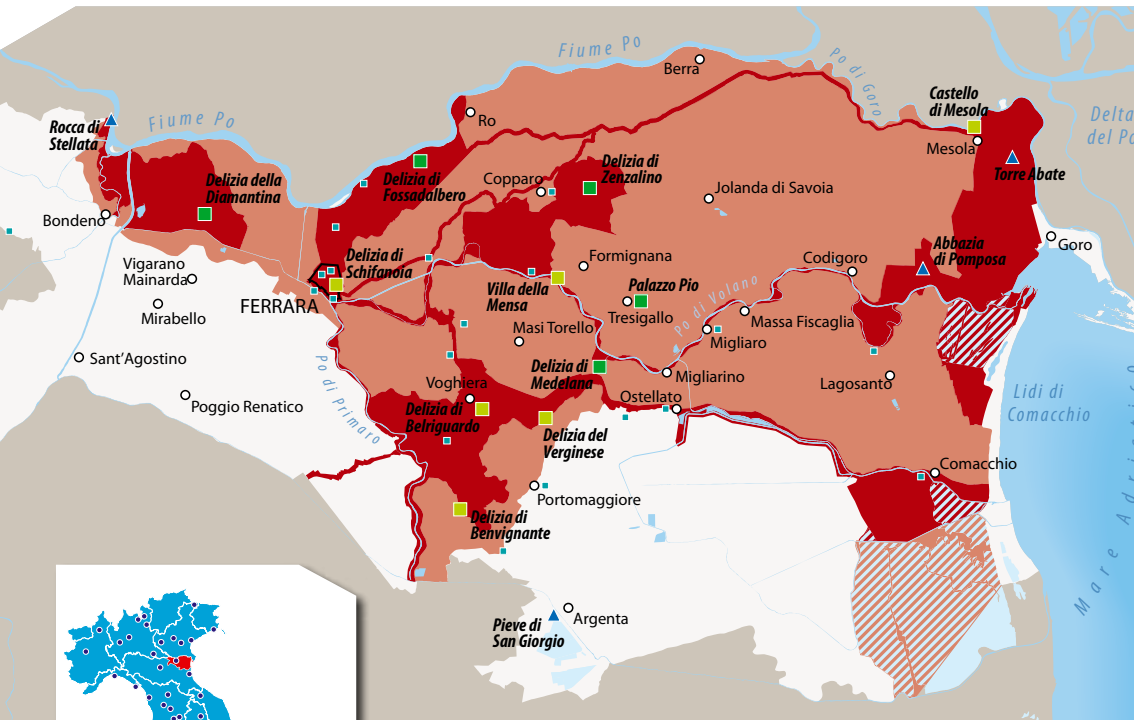 Fiume Po
Berra
Po di Goro
Castello
di Mesola
Delta
del Po
Rocca di
Stellata
Fiume Po
Ro
Mesola
Torre Abate
Delizia di
Fossadalbero
Copparo
Delizia di
Zenzalino
Delizia della
Diamantina
Jolanda di Savoia
Bondeno
Goro
Abbazia
di Pomposa
Delizia di
Schifanoia
Formignana
Codigoro
Vigarano
Mainarda
Villa della
Mensa
Palazzo Pio
Po di Volano
FERRARA
Mirabello
Tresigallo
Massa Fiscaglia
Masi Torello
Migliaro
Sant'Agostino
Po di Primaro
Delizia di
Medelana
Migliarino
Voghiera
Lagosanto
Ostellato
Lidi di
Comacchio
Poggio Renatico
Delizia di
Belriguardo
Delizia del
Verginese
Mare Adriatico
Comacchio
Portomaggiore
Delizia di
Benvignante
Argenta
Pieve di
San Giorgio